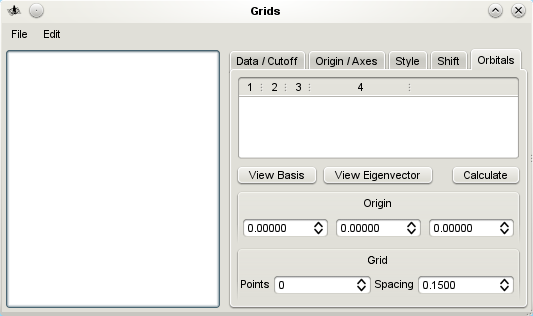 Grids
File Edit
Data / Cutoff Origin / Axes Style Shift Orbitals
1 2 3 4
View Basis View Eigenvector Calculate
Origin
0.00000 0.00000 0.00000
Grid
Points 0 Spacing 0.1500